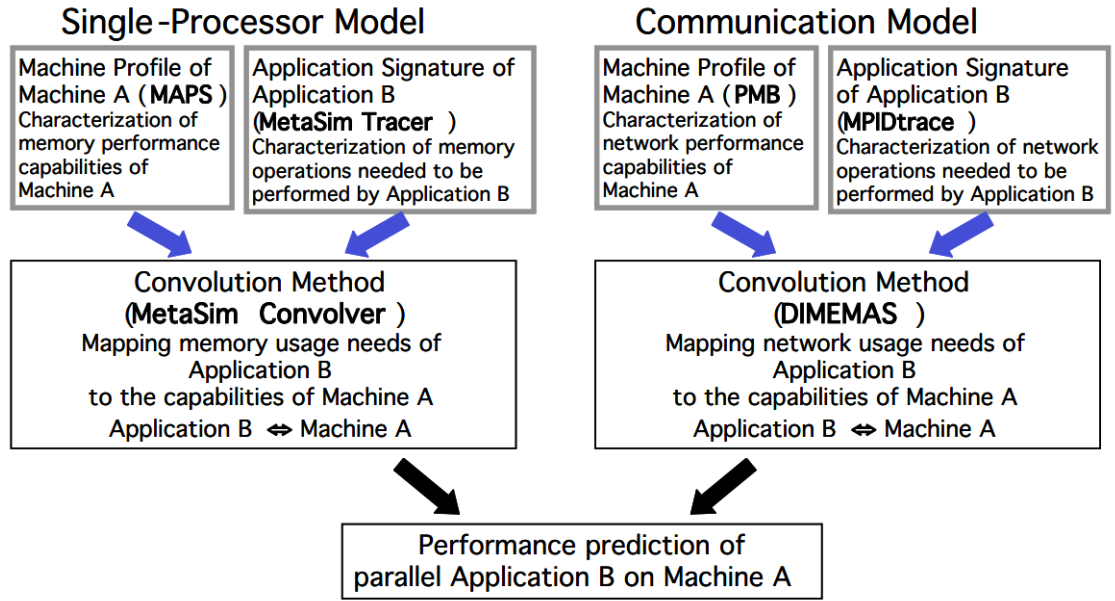 Single-Processor Model
Machine Profile of
Machine A (MAPS)
Characterization of
memory performance
capabilities of
Machine A
Application Signature of
Application B
(MetaSim Tracer )
Characterization of memory
operations needed to be
performed by Application B
Convolution Method
(MetaSim Convolver )
Mapping memory usage needs of
Application B
to the capabilities of Machine A
Application B ⇔ Machine A
Communication Model
Machine Profile of
Machine A (PMB)
Characterization of
network performance
capabilities of
Machine A
Application Signature
of Application B
(MPIDtrace )
Characterization of network
operations needed to be
performed by Application B
Convolution Method
(DIMEMAS )
Mapping network usage needs of
Application B
to the capabilities of Machine A
Application B ⇔ Machine A
Performance prediction of
parallel Application B on Machine A